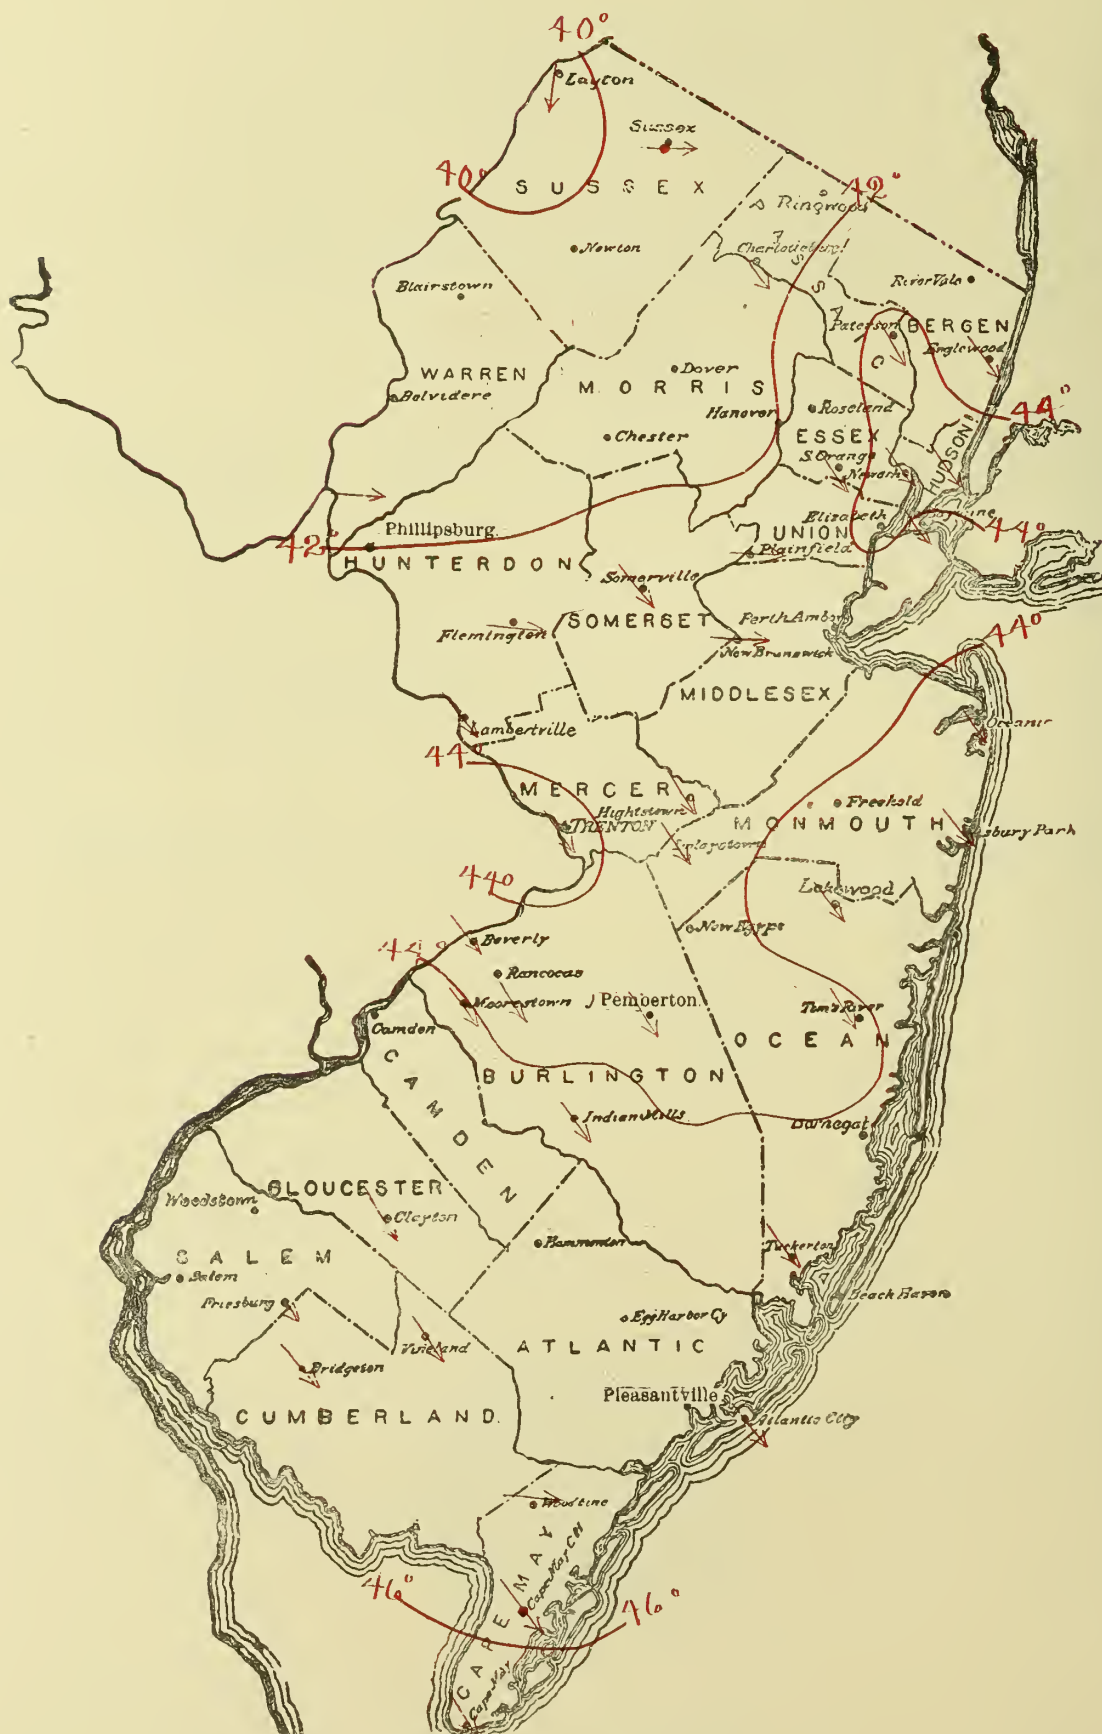 40°
Layton
Sussex
40°
SUSSEX
42°
Ringwood
Newton
Charlotteburg
River Vale
Blairstown
Paterson
BERGEN
Englewood
WARREN
Dover
MORRIS
Belvidere
Hanover
Roseland
44°
Chester
ESSEX
HUDSON
S. Orange
Newark
Elizabeth
42°
Phillipsburg
UNION
44°
Plainfield
HUNTERDON
Somerville
SOMERSET
Perth Amboy
Flemington
44°
New Brunswick
MIDDLESEX
Lambertville
Oceanic
44°
MERCER
Hightstown
Freehold
TRENTON
MONMOUTH
Asbury Park
Imlaystown
440
Lakewood
New Egypt
Beverly
44°
Rancocas
Moorestown
Pemberton.
Tom's River
Camden
OCEAN
CAMDEN
BURLINGTON
Indian Mills
Barnegat
GLOUCESTER
Woodstown
Clayton
Hammonton
Tuckerton
SALEM
Salem
Friesburg
Beach Haven
Egg Harbor Cy
Vineland
ATLANTIC
Bridgeton
Pleasantville
CUMBERLAND.
Atlantic City
Woodbine
CAPE MAY
Cape May C.H.
46°
46°
Cape May